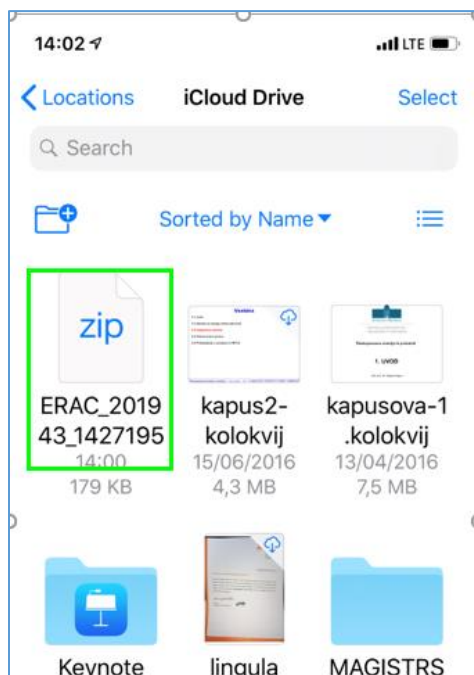 14:02
LTE
Locations
iCloud Drive
Select
Search
Sorted by Name
zip
1. UVOD
ERAC_2019
43_1427195
14:00
179 KB
kapus2-
kolokvij
15/06/2016
4,3 MB
kapusova-1
.kolokvij
13/04/2016
7,5 MB
Keynote
lingula
MAGISTRS